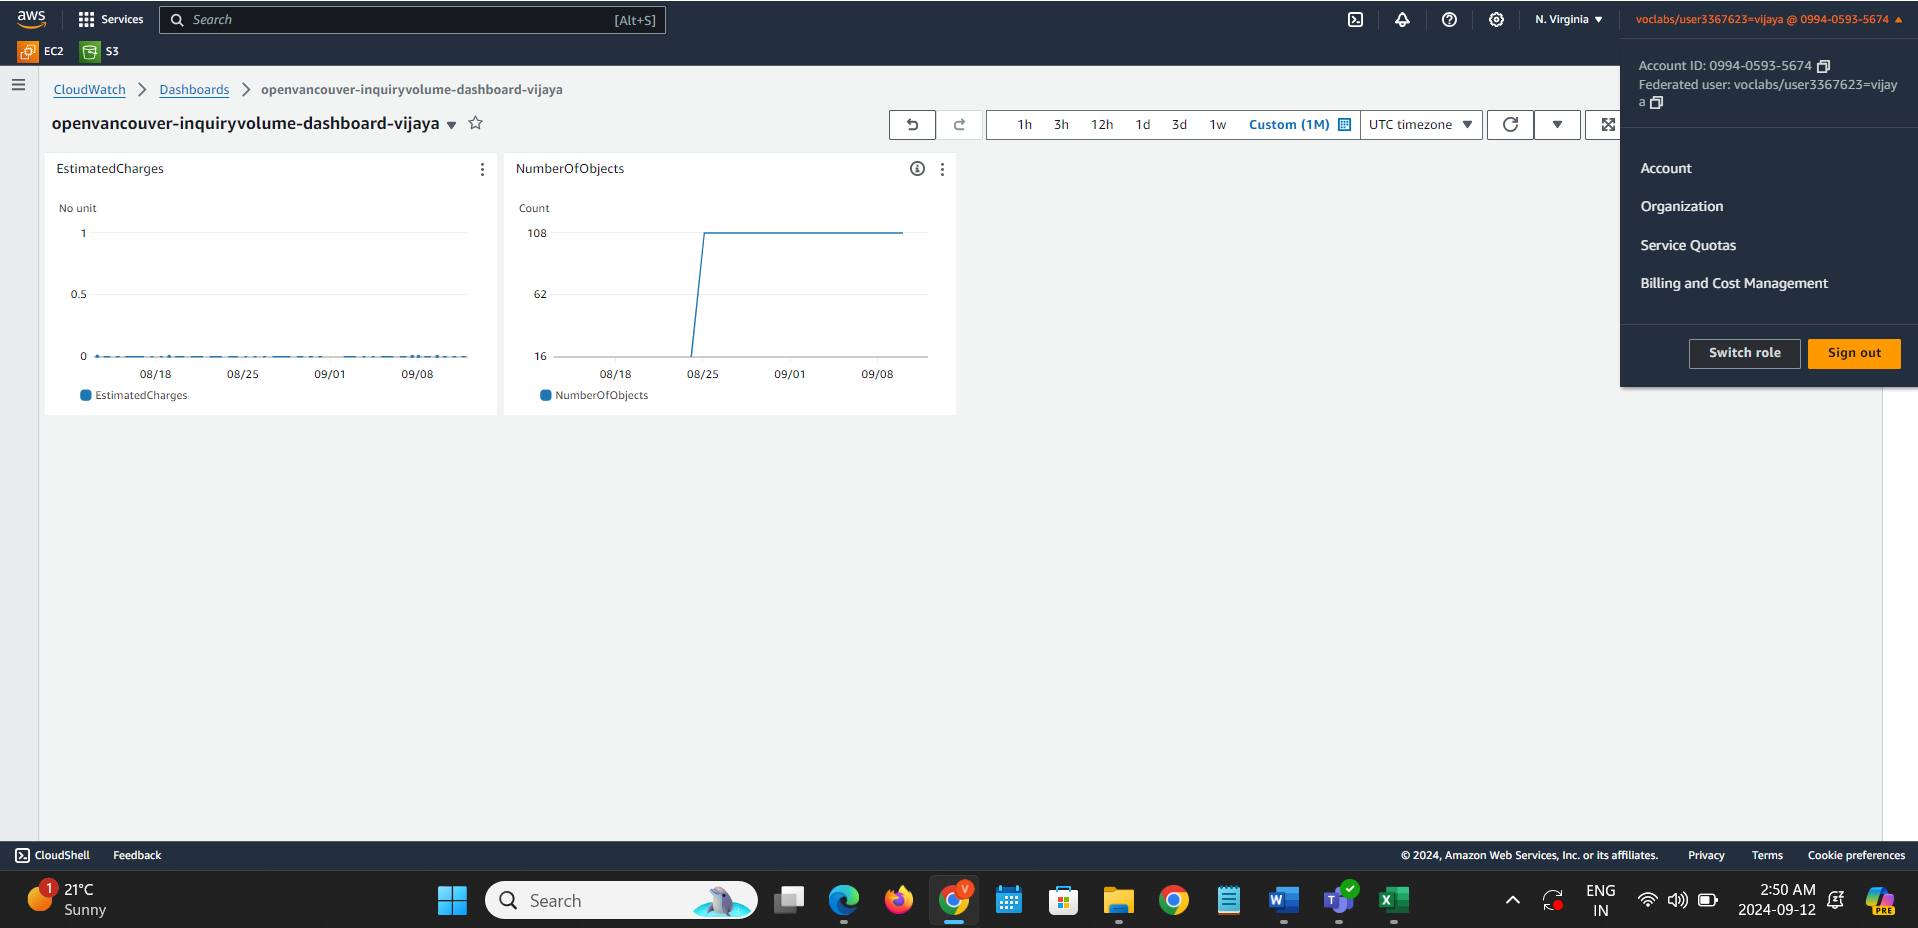 aws Services Search [Alt+S] N. Virginia voclabs/user3367623=vijaya @ 0994-0593-5674
EC2 S3
Account ID: 0994-0593-5674
Federated user: voclabs/user3367623=vijay
a
Account
Organization
Service Quotas
Billing and Cost Management
Switch role Sign out
CloudWatch Dashboards openvancouver-inquiryvolume-dashboard-vijaya
openvancouver-inquiryvolume-dashboard-vijaya
1h 3h 12h 1d 3d 1w Custom (1M) UTC timezone
EstimatedCharges
No unit
1
0.5
0
08/18 08/25 09/01 09/08
EstimatedCharges
NumberOfObjects
Count
108
62
16
08/18 08/25 09/01 09/08
NumberOfObjects
CloudShell Feedback © 2024, Amazon Web Services, Inc. or its affiliates. Privacy Terms Cookie preferences
1 21°C
Sunny
Search
V
W
T
X
ENG
IN
2:50 AM
2024-09-12
PRE